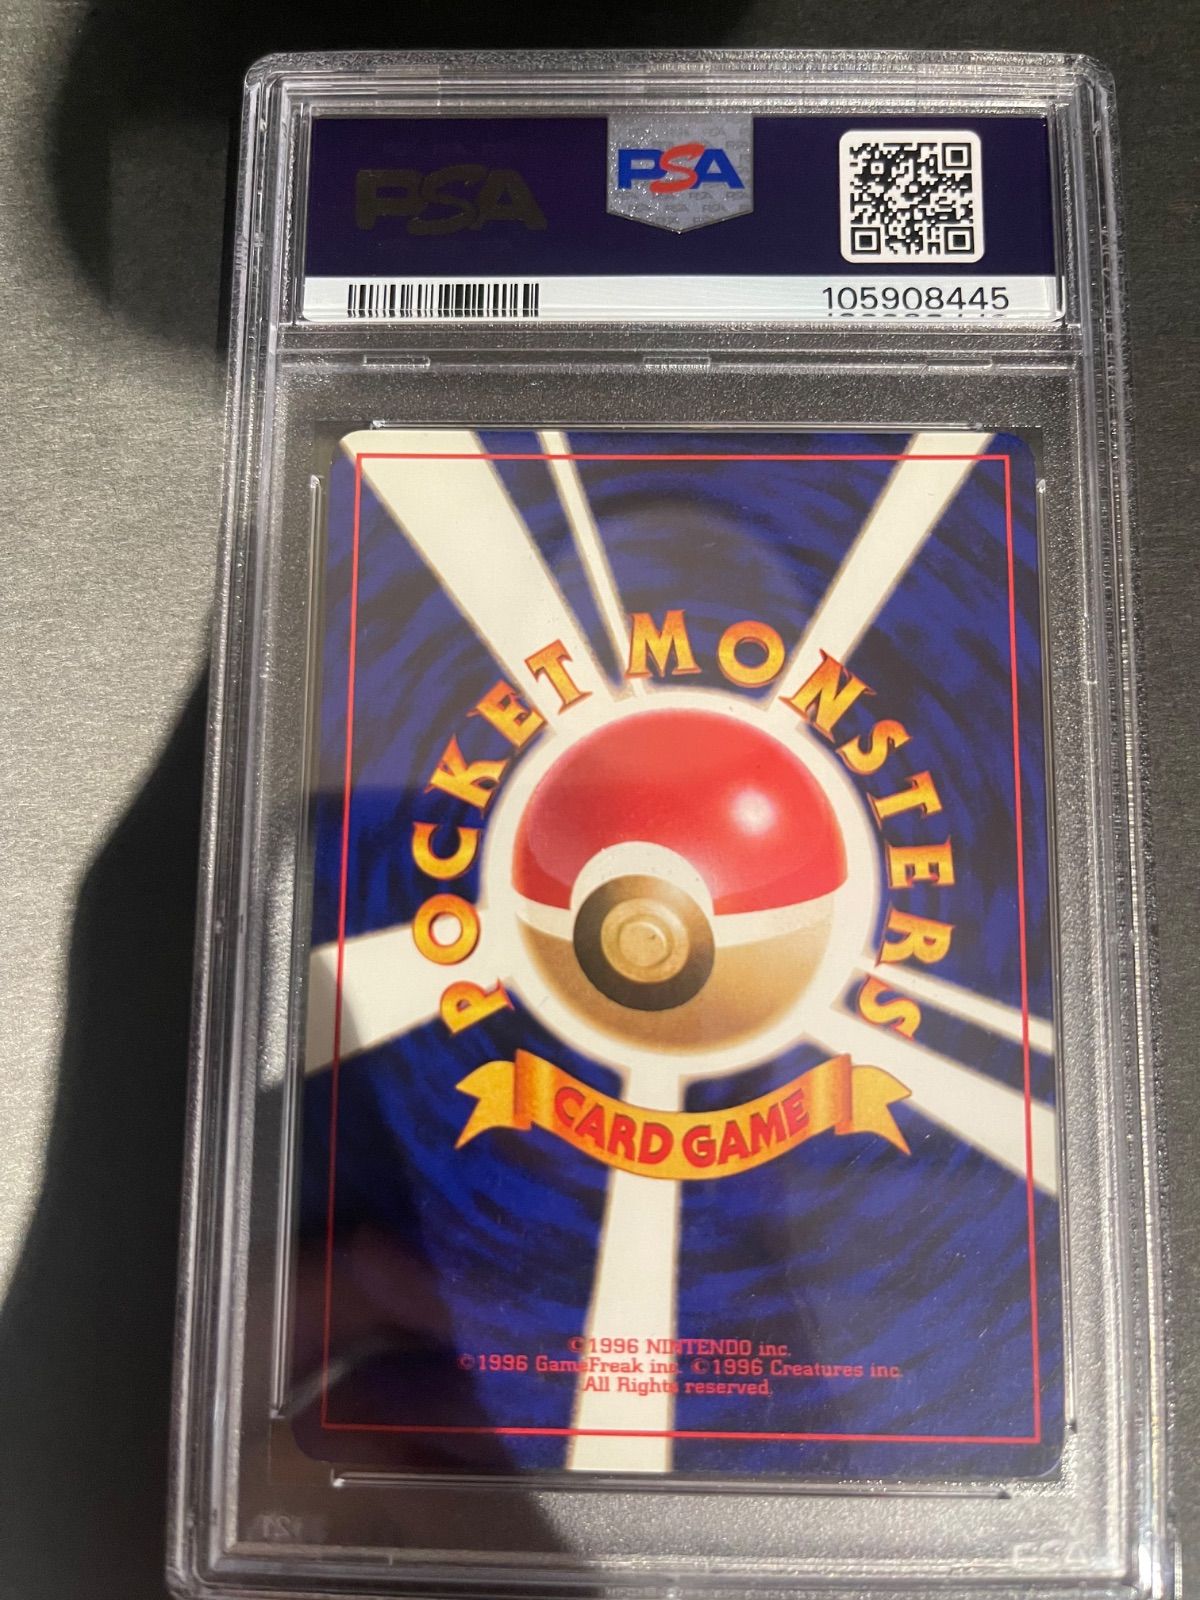 PSA
PSA
105908445
POCKET MONSTERS
CARD GAME
©1996 NINTENDO inc.
©1996 GameFreak inc. ©1996 Creatures inc.
All Rights reserved.